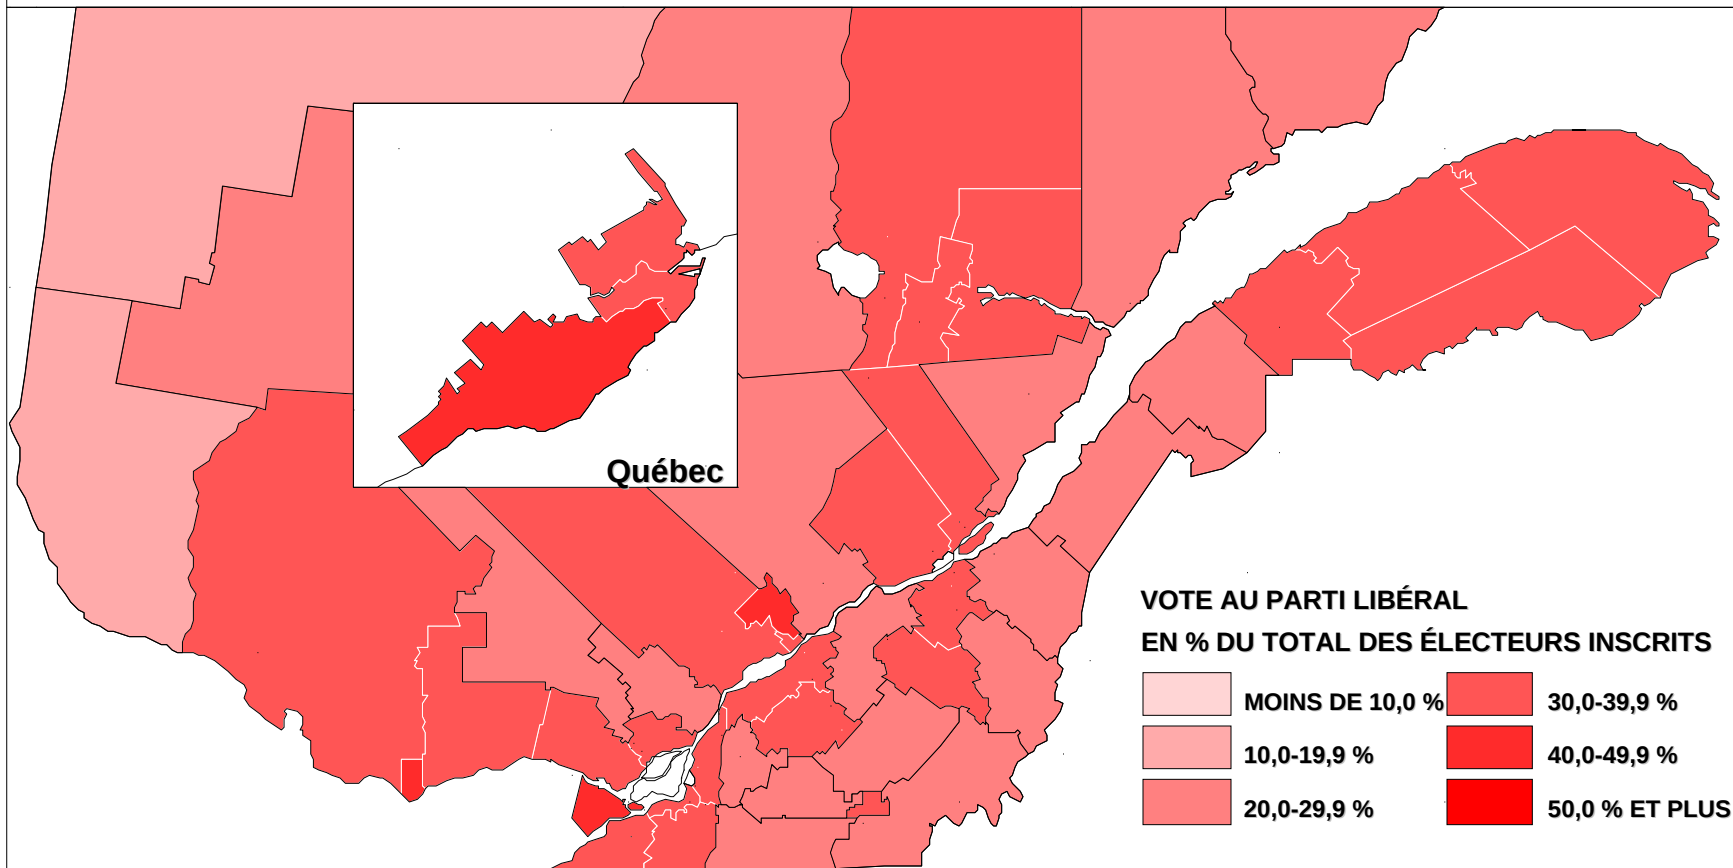 Québec
VOTE AU PARTI LIBÉRAL
EN % DU TOTAL DES ÉLECTEURS INSCRITS
MOINS DE 10,0 %
30,0-39,9 %
10,0-19,9 %
40,0-49,9 %
20,0-29,9 %
50,0 % ET PLUS